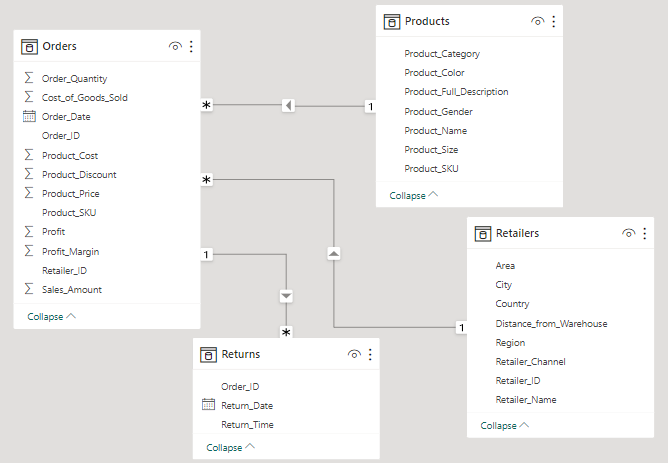 Orders
Order_Quantity
Cost_of_Goods_Sold
Order_Date
Order_ID
Product_Cost
Product_Discount
Product_Price
Product_SKU
Profit
Profit_Margin
Retailer_ID
Sales_Amount
Collapse
Products
Product_Category
Product_Color
Product_Full_Description
Product_Gender
Product_Name
Product_Size
Product_SKU
Collapse
*
1
*
1
1
*
Retailers
Area
City
Country
Distance_from_Warehouse
Region
Retailer_Channel
Retailer_ID
Retailer_Name
Collapse
Returns
Order_ID
Return_Date
Return_Time
Collapse